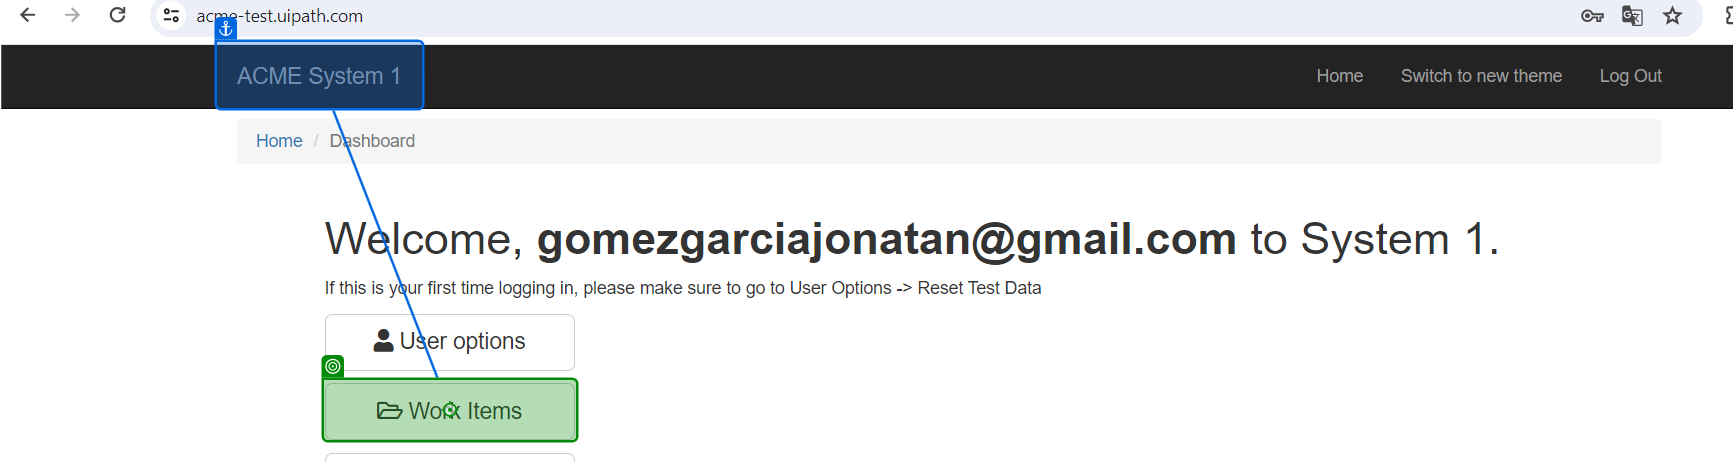 acme-test.uipath.com
ACME System 1
Home Switch to new theme Log Out
Home / Dashboard
Welcome, gomezgarciajonatan@gmail.com to System 1.
If this is your first time logging in, please make sure to go to User Options -> Reset Test Data
User options
Work Items